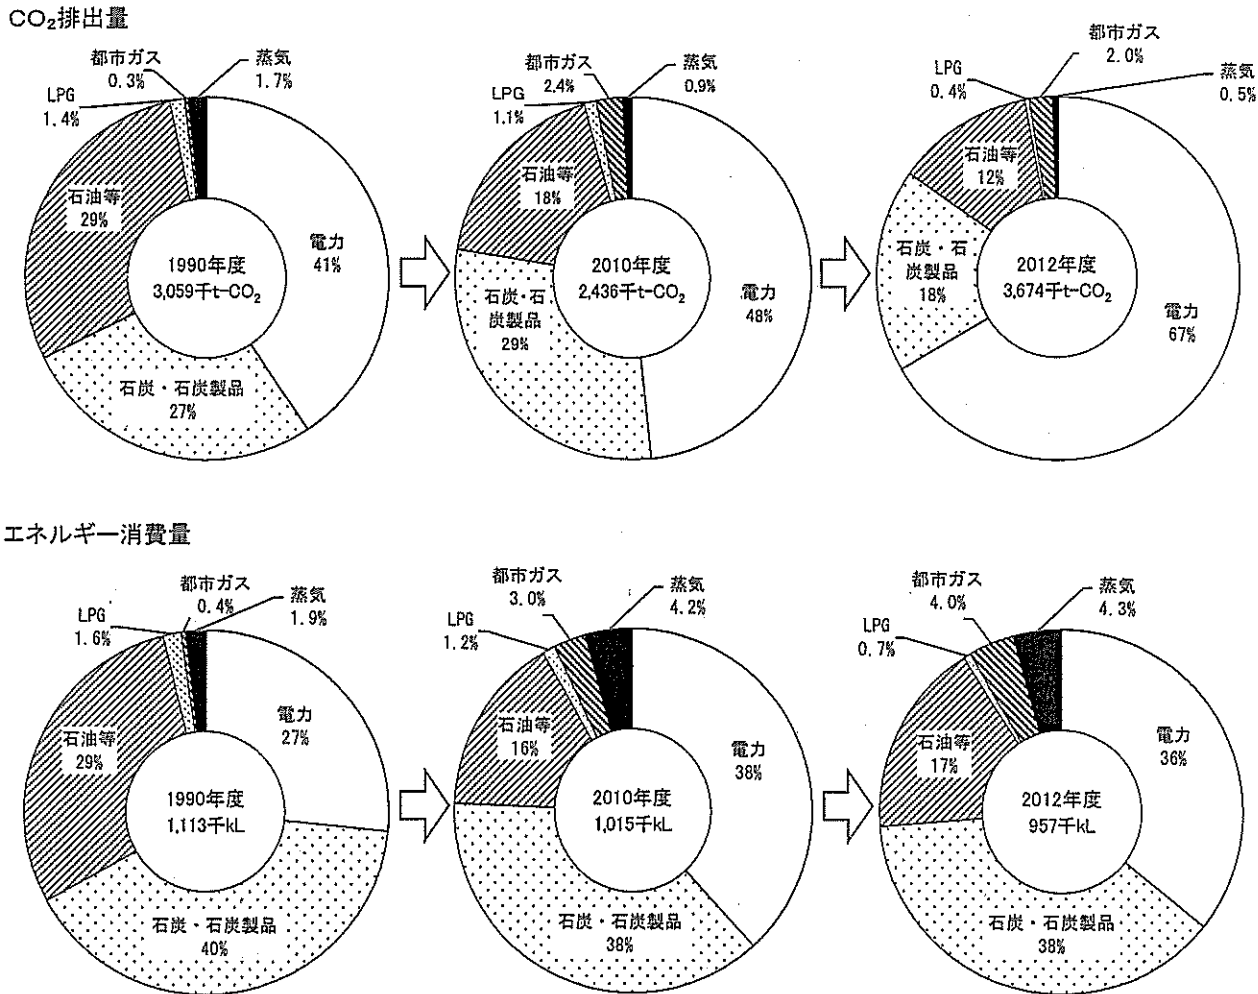 CO₂排出量
都市ガス
0.3%
蒸気
1.7%
LPG
1.4%
石油等
29%
電力
41%
1990年度
3,059千t-CO₂
石炭・石炭製品
27%
都市ガス
2.4%
蒸気
0.9%
LPG
1.1%
石油等
18%
2010年度
2,436千t-CO₂
電力
48%
石炭・石
炭製品
29%
都市ガス
2.0%
蒸気
0.5%
LPG
0.4%
石油等
12%
石炭・石
炭製品
18%
2012年度
3,674千t-CO₂
電力
67%
エネルギー消費量
都市ガス
0.4%
蒸気
1.9%
LPG
1.6%
電力
27%
石油等
29%
1990年度
1,113千kL
石炭・石炭製品
40%
都市ガス
3.0%
蒸気
4.2%
LPG
1.2%
石油等
16%
電力
38%
2010年度
1,015千kL
石炭・石炭製品
38%
都市ガス
4.0%
蒸気
4.3%
LPG
0.7%
石油等
17%
電力
36%
2012年度
957千kL
石炭・石炭製品
38%